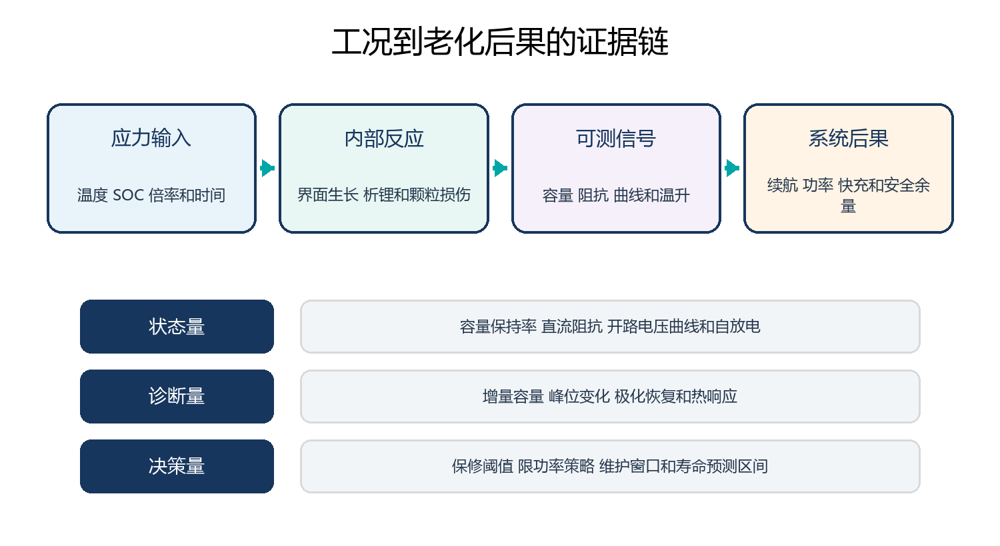 工况到老化后果的证据链
应力输入
温度 SOC 倍率和时间
内部反应
界面生长 析锂和颗粒损伤
可测信号
容量 阻抗 曲线和温升
系统后果
续航 功率 快充和安全余
量
状态量
容量保持率 直流阻抗 开路电压曲线和自放电
诊断量
增量容量 峰位变化 极化恢复和热响应
决策量
保修阈值 限功率策略 维护窗口和寿命预测区间